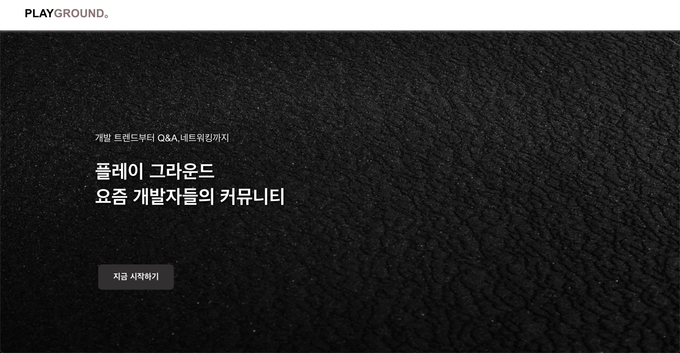 PLAYGROUND。
개발 트렌드부터 Q&A,네트워킹까지
플레이 그라운드
요즘 개발자들의 커뮤니티
지금 시작하기